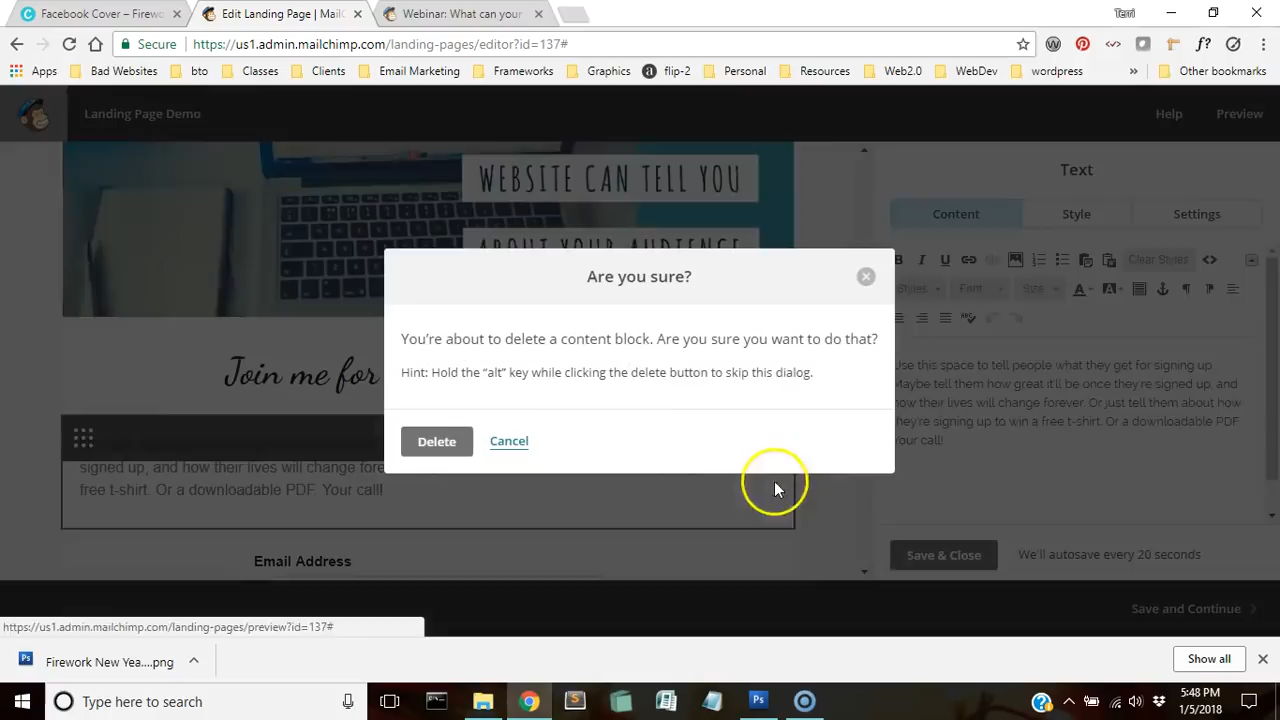 Facebook Cover – Firewo
Edit Landing Page | Mail
Webinar: What can your
Terri
Secure
https://us1.admin.mailchimp.com/landing-pages/editor?id=137#
Apps
Bad Websites
bto
Classes
Clients
Email Marketing
Frameworks
Graphics
flip-2
Personal
Resources
Web2.0
WebDev
wordpress
»
Other bookmarks
Landing Page Demo
Help
Preview
WEBSITE CAN TELL YOU
ABOUT YOUR AUDIENCE
Text
Content
Style
Settings
Clear Styles
Styles
Font
Size
Are you sure?
You're about to delete a content block. Are you sure you want to do that?
Hint: Hold the "alt" key while clicking the delete button to skip this dialog.
Delete
Cancel
Join me for
signed up, and how their lives will change fore
free t-shirt. Or a downloadable PDF. Your call!
Email Address
Use this space to tell people what they get for signing up
Maybe tell them how great it'll be once they're signed up, and
how their lives will change forever. Or just tell them about how
they're signing up to win a free t-shirt. Or a downloadable PDF
Your call!
Save & Close
We'll autosave every 20 seconds
Save and Continue
https://us1.admin.mailchimp.com/landing-pages/preview?id=137#
Firework New Yea....png
Show all
Type here to search
5:48 PM
1/5/2018